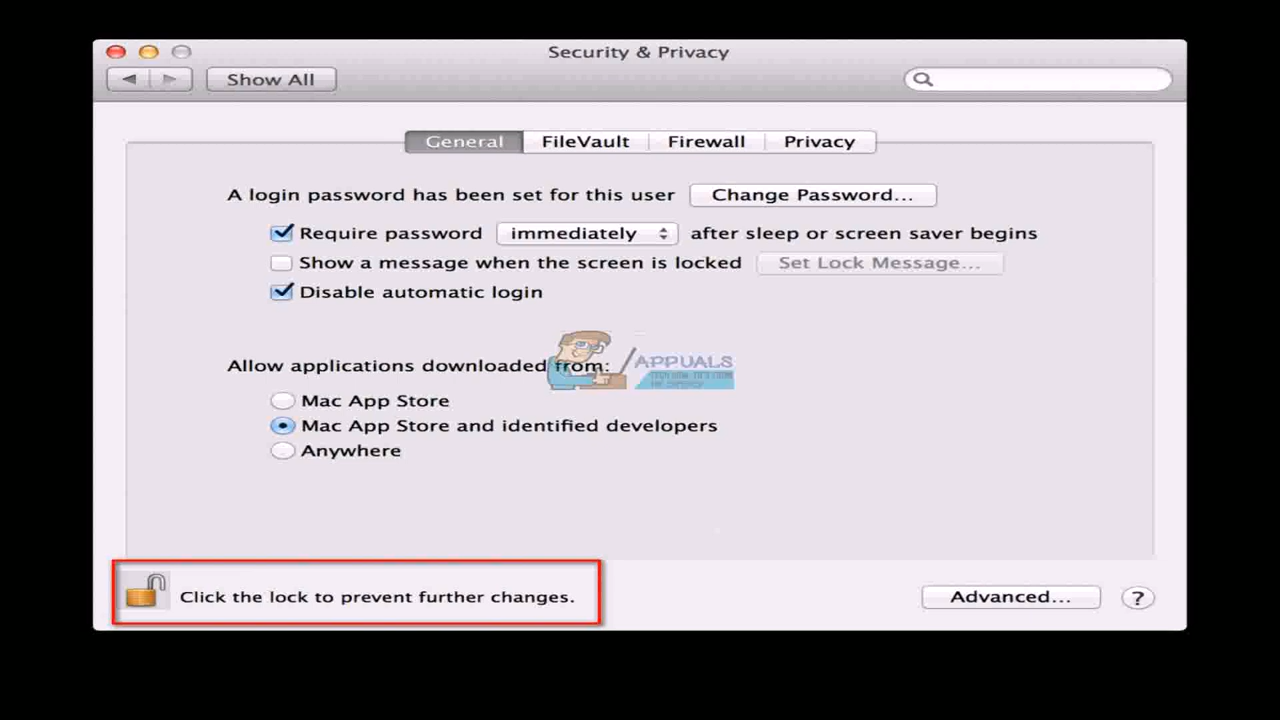 Security & Privacy
Show All
General FileVault Firewall Privacy
A login password has been set for this user Change Password...
Require password immediately after sleep or screen saver begins
Show a message when the screen is locked Set Lock Message...
Disable automatic login
Allow applications downloaded from:
APPUALS
Mac App Store
Mac App Store and identified developers
Anywhere
Click the lock to prevent further changes.
Advanced... ?